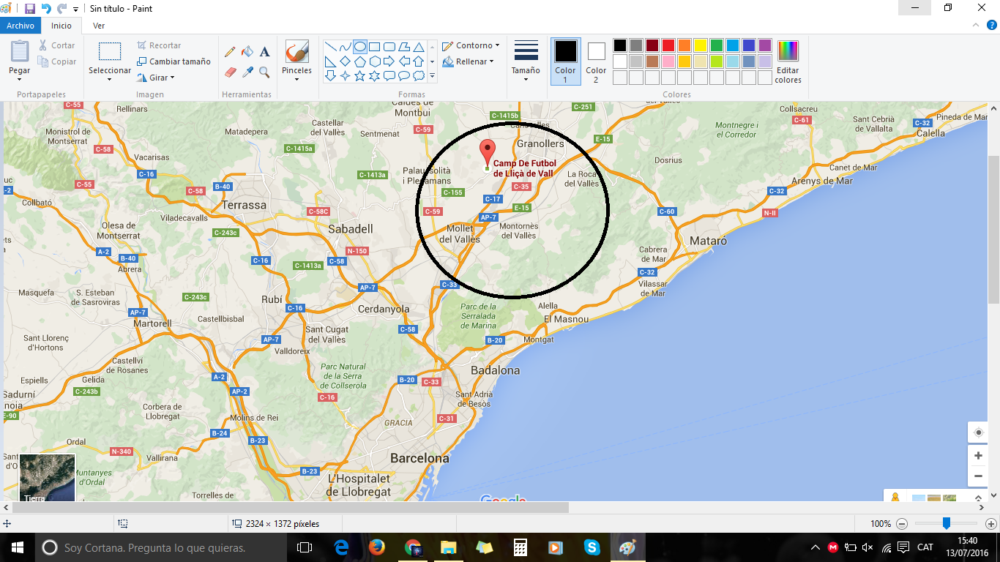 Sin título - Paint
Archivo
Inicio
Ver
Pegar
Cortar
Copiar
Portapapeles
Seleccionar
Recortar
Cambiar tamaño
Girar
Imagen
A
Herramientas
Pinceles
Contorno
Rellenar
Formas
Tamaño
Color
1
Color
2
Editar
colores
Colores
C-55
Rellinars
Monistrol de
Montserrat
C-58
Vacarisses
Matadepera
Castellar
del Vallès
Sentmenat
Caldes de
Montbui
C-59
C-1415b
Canovelles
C-251
E-15
Granollers
Montnegre i
el Corredor
Collsacreu
C-61
Sant Cebrià
de Vallalta
Pineda de Mar
C-32
Calella
C-1415a
C-16
C-1413a
Palau-solità
i Plegamans
Camp De Futbol
de Lliçà de Vall
La Roca
del Vallès
Dosrius
Canet de Mar
Arenys de Mar
C-32
C-55
C-58
B-40
Collbató
Terrassa
C-58C
C-155
C-17
C-35
E-15
C-59
AP-7
C-60
N-II
Viladecavalls
Olesa de
Montserrat
C-243c
Sabadell
Mollet
del Vallès
Montornès
del Vallès
Mataró
A-2
B-40
Abrera
C-16
N-150
C-1413a
C-58
Cabrera
de Mar
C-32
Vilassar
de Mar
Masquefa
S. Esteban
de Sasroviras
C-243c
Rubí
AP-7
C-33
AP-7
C-16
Cerdanyola
Parc de la
Serralada
de Marina
Alella
El Masnou
Martorell
Castellbisbal
Sant Cugat
del Vallès
C-58
B-20
Montgat
Sant Llorenç
d'Hortons
AP-7
Valldoreix
Castellví
de Rosanes
Parc Natural
de la Serra
de Collserola
Badalona
Espiells
Gelida
A-2
B-20
C-33
C-243b
AP-2
C-16
Sant Adrià
de Besòs
Corbera de
Llobregat
Molins de Rei
GRACIA
C-31
E-90
B-24
B-23
Ordal
N-340
Vallirana
Barcelona
B-23
L'Hospitalet
de Llobregat
Muntanyes
d'Ordal
Torrelles de
Tierra
Google
2324 × 1372 píxeles
100%
Soy Cortana. Pregunta lo que quieras.
CAT
15:40
13/07/2016